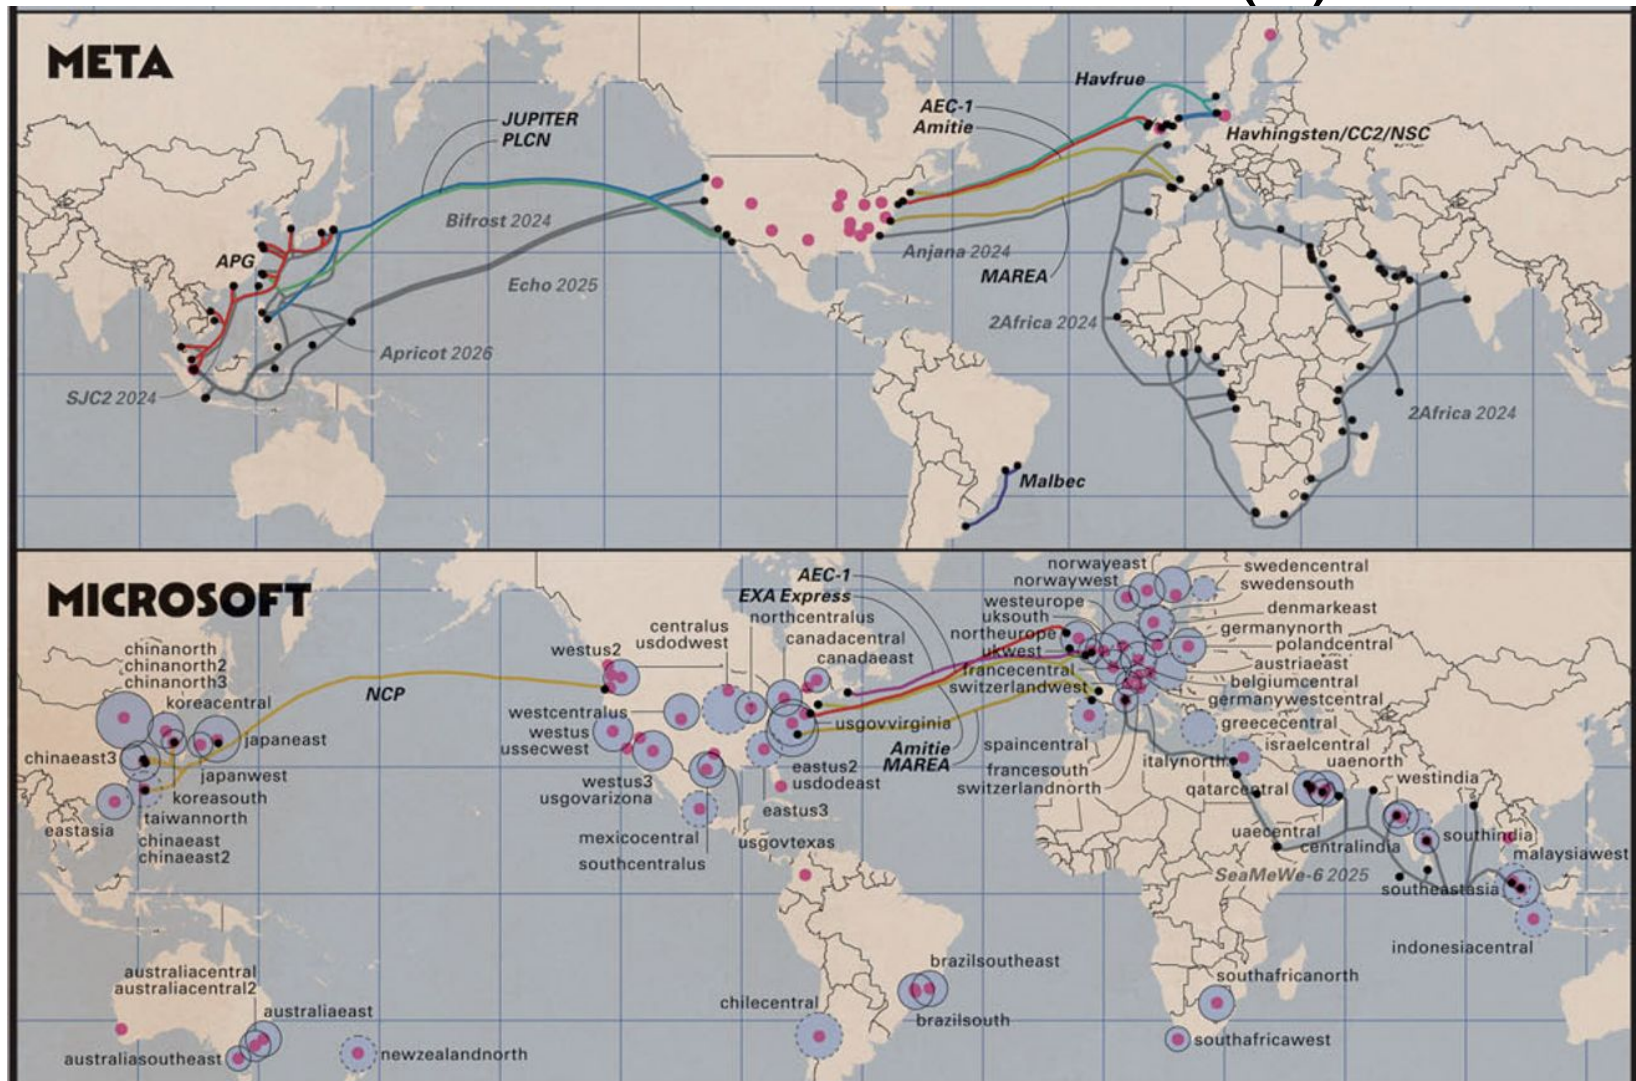 META
Havfrue
AEC-1
Amitie
JUPITER
PLCN
Havhingsten/CC2/NSC
Bifrost 2024
APG
Anjana 2024
MAREA
Echo 2025
2Africa 2024
Apricot 2026
SJC2 2024
2Africa 2024
Malbec
MICROSOFT
AEC-1
EXA Express
norwayeast
norwaywest
swedencentral
swedensouth
westeurope
uksouth
northeurope
ukwest
denmarkeast
germanynorth
polandcentral
centralus
usdodwest
northcentralus
canadacentral
canadaeast
westus2
chinanorth
chinanorth2
chinanorth3
koreacentral
NCP
francecentral
switzerlandwest
austriaeast
belgiumcentral
germanywestcentral
greececentral
westcentralus
westus
ussecwest
usgovvirginia
Amitie
MAREA
spaincentral
israelcentral
uaenorth
italynorth
chinaeast3
japaneast
japanwest
koreasouth
taiwannorth
eastasia
chinaeast
chinaeast2
westus3
usgovarizona
eastus2
usdodeast
eastus3
francesouth
switzerlandnorth
qatarcentral
westindia
mexicocentral
southcentralus
usgovtexas
uaecentral
centralindia
southindia
malaysiawest
SeaMeWe-6 2025
southeastasia
indonesiacentral
australiacentral
australiacentral2
australiaeast
australiasoutheast
newzealandnorth
chilecentral
brazilsoutheast
brazilsouth
southafricanorth
southafricawest